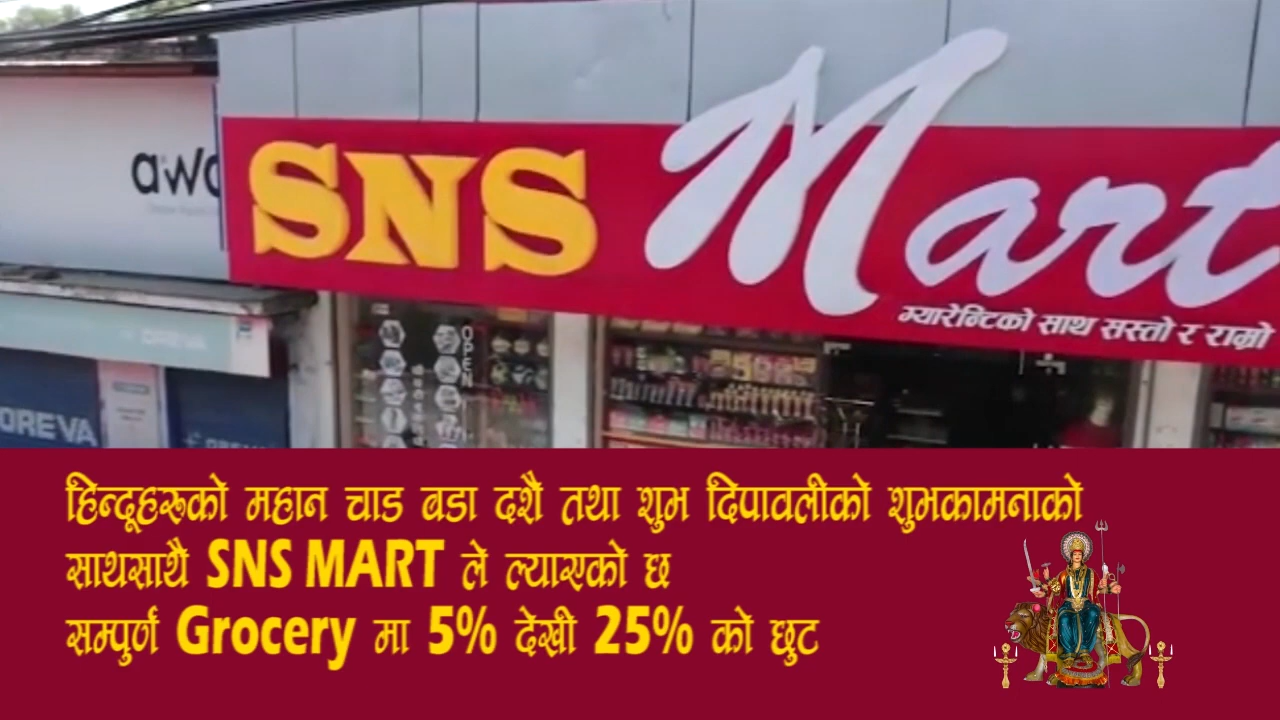 SNS Mart
ग्यारेन्टिको साथ सस्तो र राम्रो
OPEN
OREVA
OREVA
हिन्दूहरूको महान चाड बडा दशै तथा शुभ दिपावलीको शुभकामनाको
साथसाथै SNS MART ले ल्याएको छ
सम्पुर्ण Grocery मा 5% देखी 25% को छुट